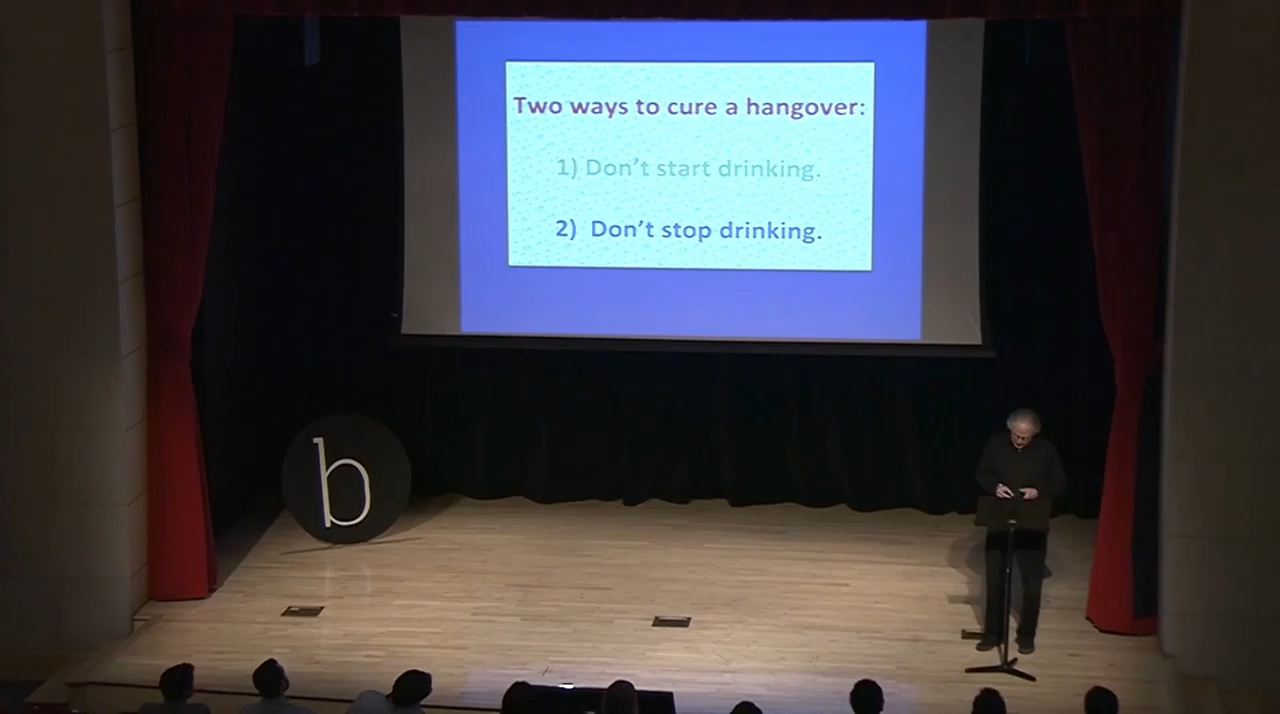 Two ways to cure a hangover:
1) Don't start drinking.
2) Don't stop drinking.
b